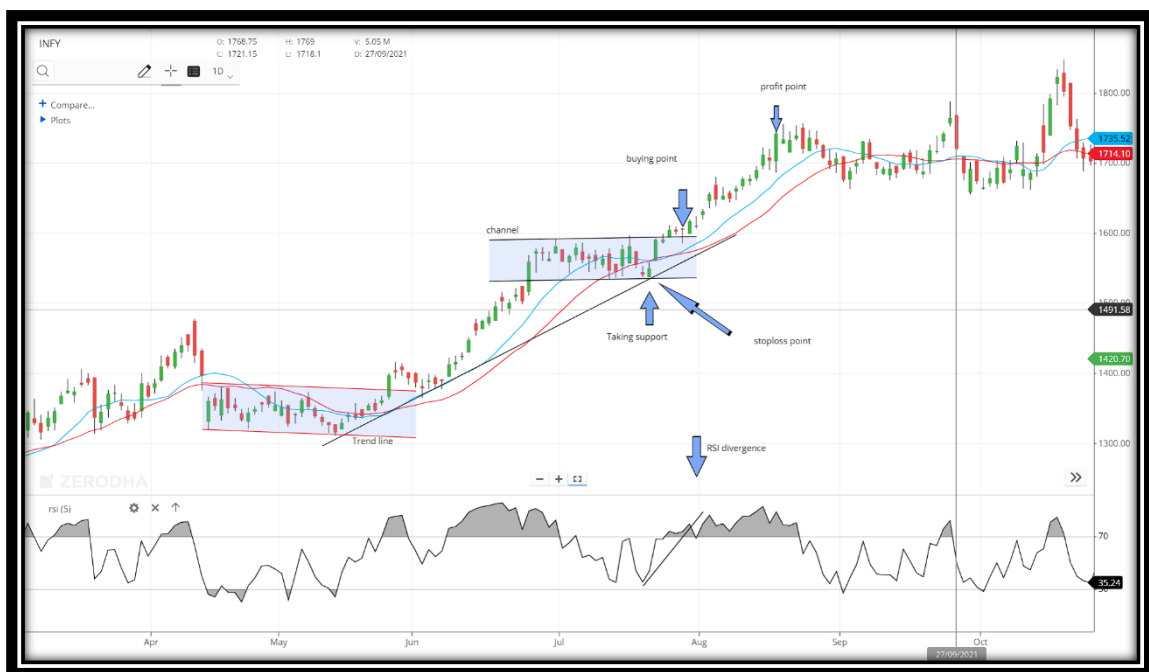 INFY
O: 1768.75 H: 1769 V: 5.05 M
C: 1721.15 L: 1718.1 D: 27/09/2021
1D
+ Compare...
Plots
profit point
1800.00
1735.52
1714.10
1700.00
buying point
channel
1600.00
1500.00
1491.58
Taking support
stoploss point
1420.70
1400.00
Trend line
1300.00
RSI divergence
ZERODHA
rsi (5)
70
35.24
Apr May Jun Jul Aug Sep Oct
27/09/2021